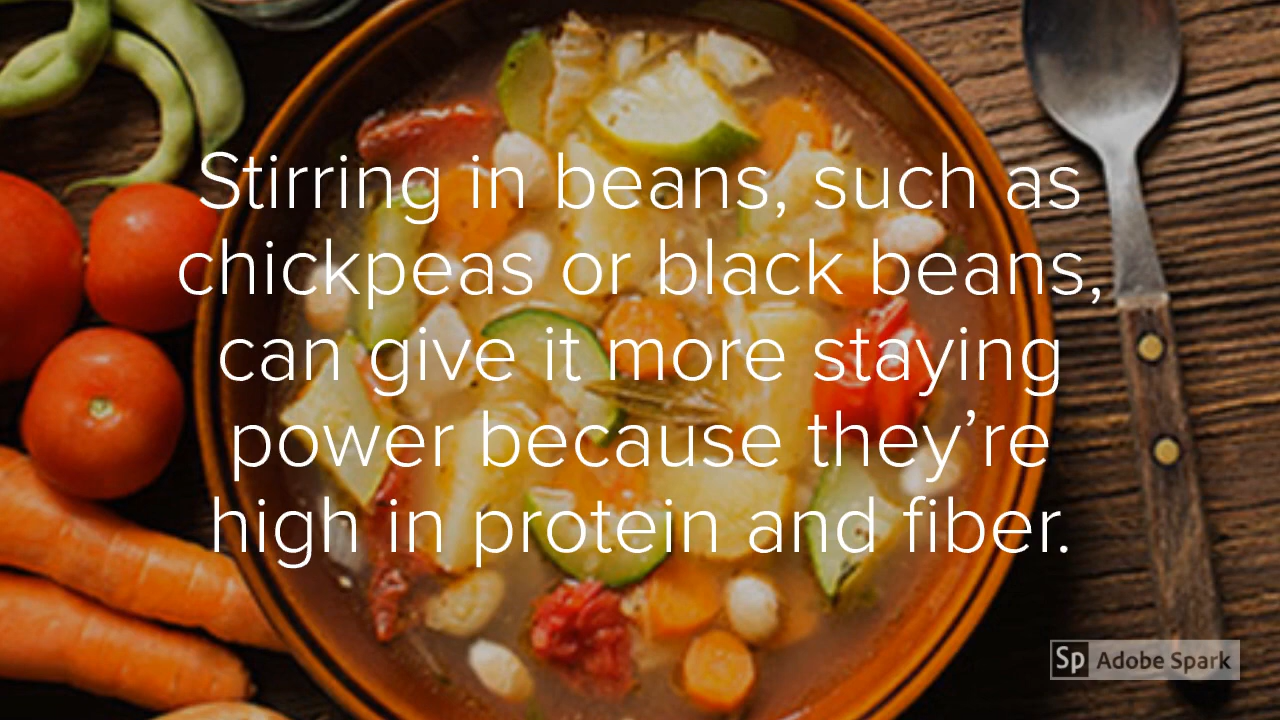 Stirring in beans, such as
chickpeas or black beans,
can give it more staying
power because they’re
high in protein and fiber.
Sp Adobe Spark